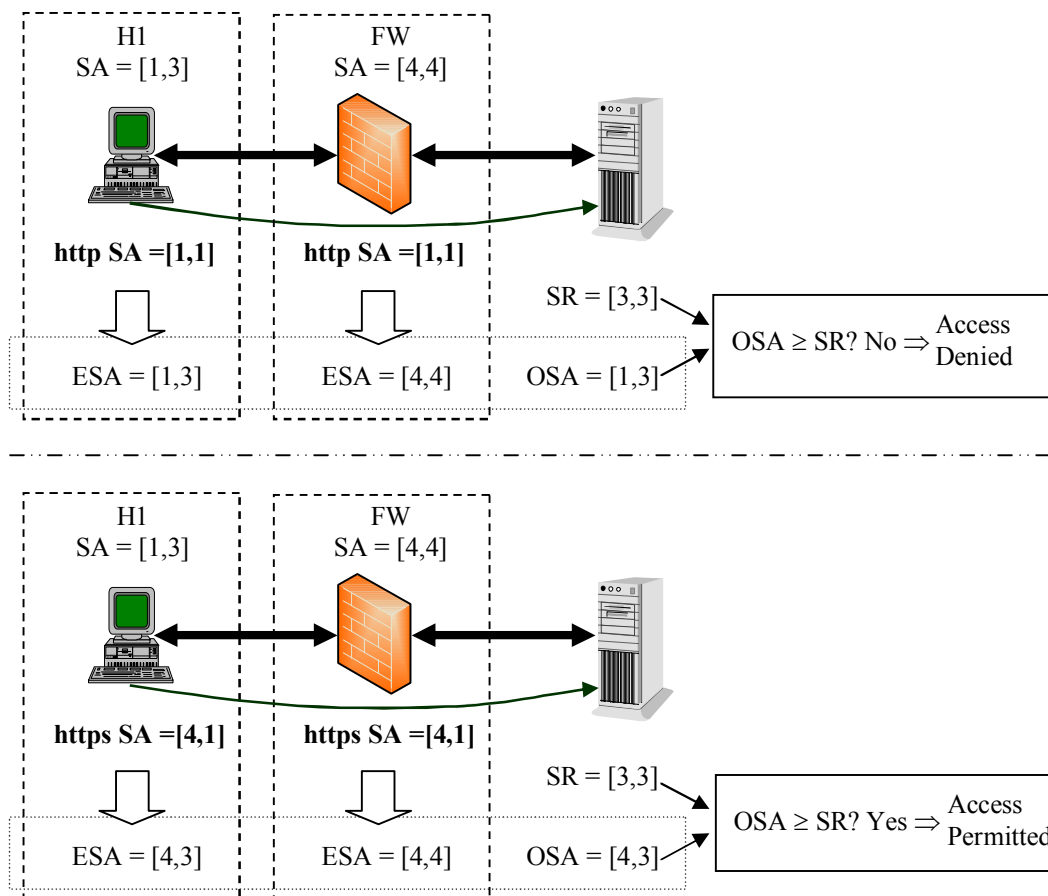 H1
SA = [1,3]
FW
SA = [4,4]
http SA =[1,1]
http SA =[1,1]
SR = [3,3]
OSA ≥ SR? No ⇒ Access
Denied
ESA = [1,3]
ESA = [4,4]
OSA = [1,3]
H1
SA = [1,3]
FW
SA = [4,4]
https SA =[4,1]
https SA =[4,1]
SR = [3,3]
OSA ≥ SR? Yes ⇒ Access
Permitted
ESA = [4,3]
ESA = [4,4]
OSA = [4,3]